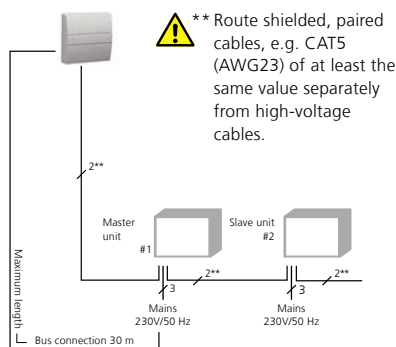 ** Route shielded, paired
cables, e.g. CAT5
(AWG23) of at least the
same value separately
from high-voltage
cables.
2**
Master
unit
#1
Slave unit
#2
2**
2**
3
3
Mains
230V/50 Hz
Mains
230V/50 Hz
Maximum length
Bus connection 30 m